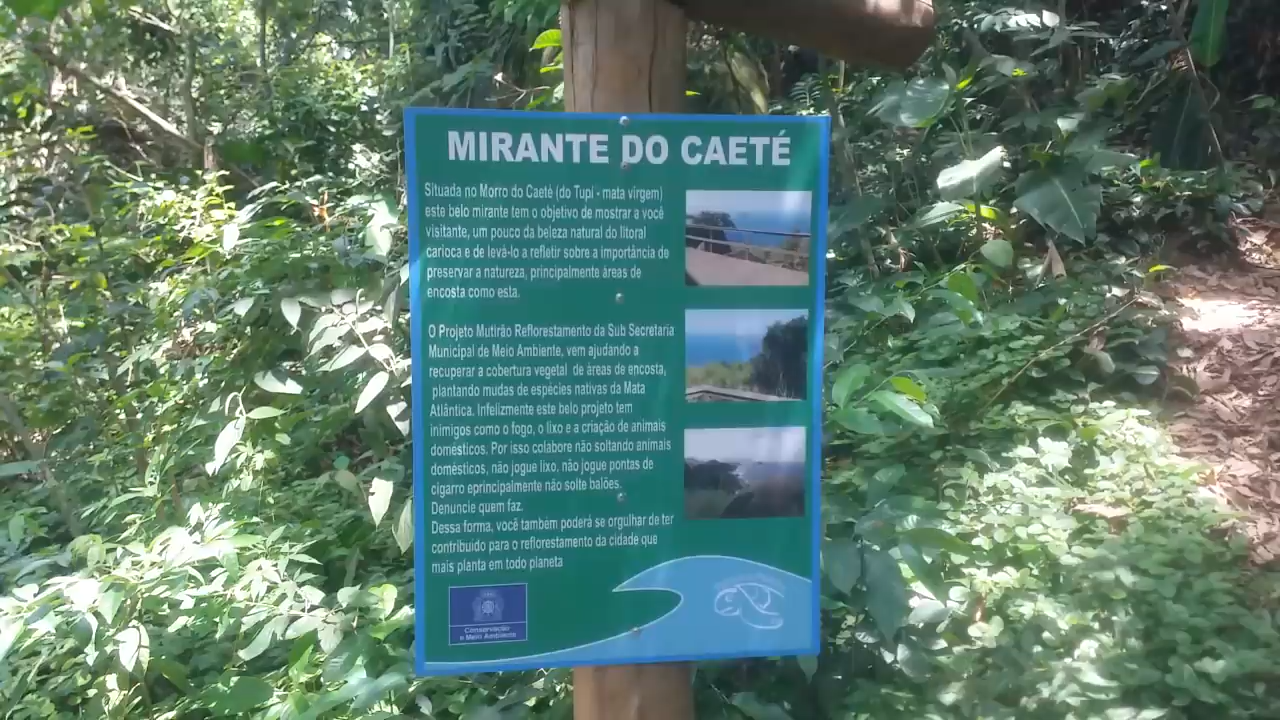 MIRANTE DO CAETÉ
Situada no Morro do Caeté (do Tupi - mata virgem)
este belo mirante tem o objetivo de mostrar a você
visitante, um pouco da beleza natural do litoral
carioca e de levá-lo a refletir sobre a importância de
preservar a natureza, principalmente áreas de
encosta como esta.
O Projeto Mutirão Reflorestamento da Sub Secretaria
Municipal de Meio Ambiente, vem ajudando a
recuperar a cobertura vegetal de áreas de encosta,
plantando mudas de espécies nativas da Mata
Atlântica. Infelizmente este belo projeto tem
inimigos como o fogo, o lixo e a criação de animais
domésticos. Por isso colabore não soltando animais
domésticos, não jogue lixo, não jogue pontas de
cigarro eprincipalmente não solte balões.
Denuncie quem faz.
Dessa forma, você também poderá se orgulhar de ter
contribuído para o reflorestamento da cidade que
mais planta em todo planeta
Conservação
e Meio Ambiente